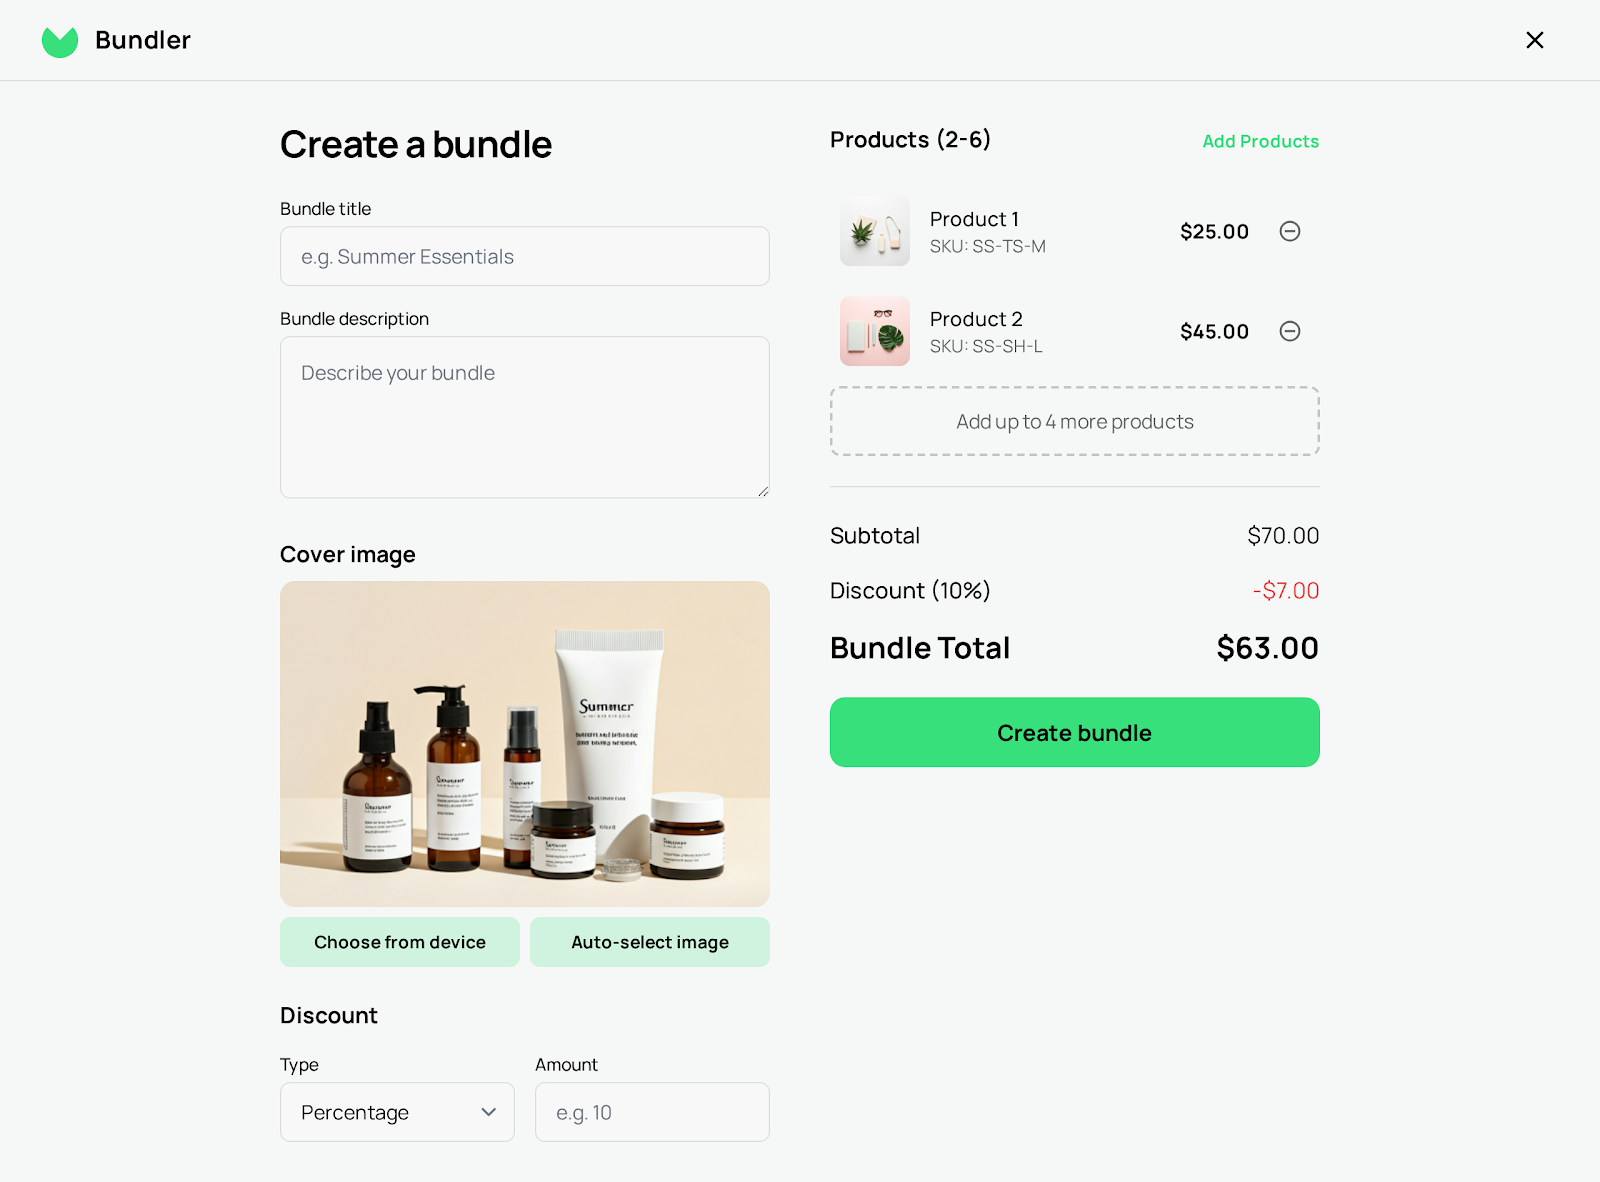 Bundler
Create a bundle
Bundle title
e.g. Summer Essentials
Bundle description
Describe your bundle
Cover image
Summer
Choose from device
Auto-select image
Discount
Type
Amount
Percentage
e.g. 10
Products (2-6)
Add Products
Product 1
SKU: SS-TS-M
$25.00
Product 2
SKU: SS-SH-L
$45.00
Add up to 4 more products
Subtotal
$70.00
Discount (10%)
-$7.00
Bundle Total
$63.00
Create bundle